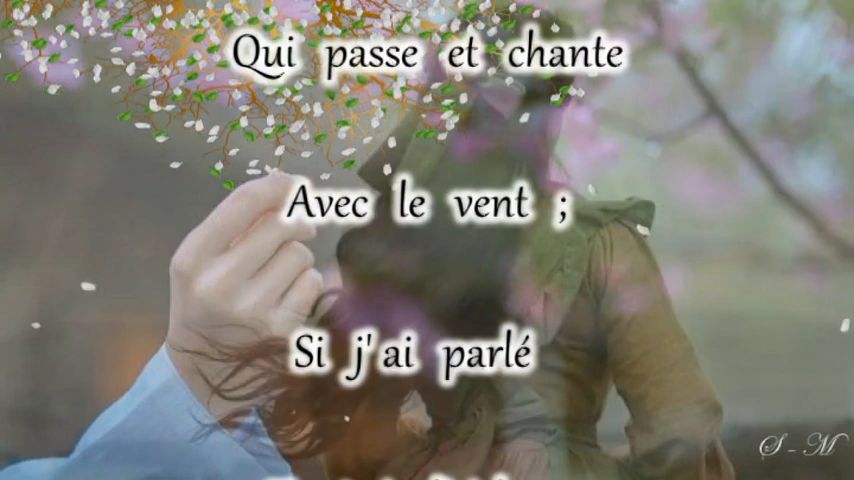 Qui passe et chante
Avec le vent ;
Si j'ai parlé
S - M